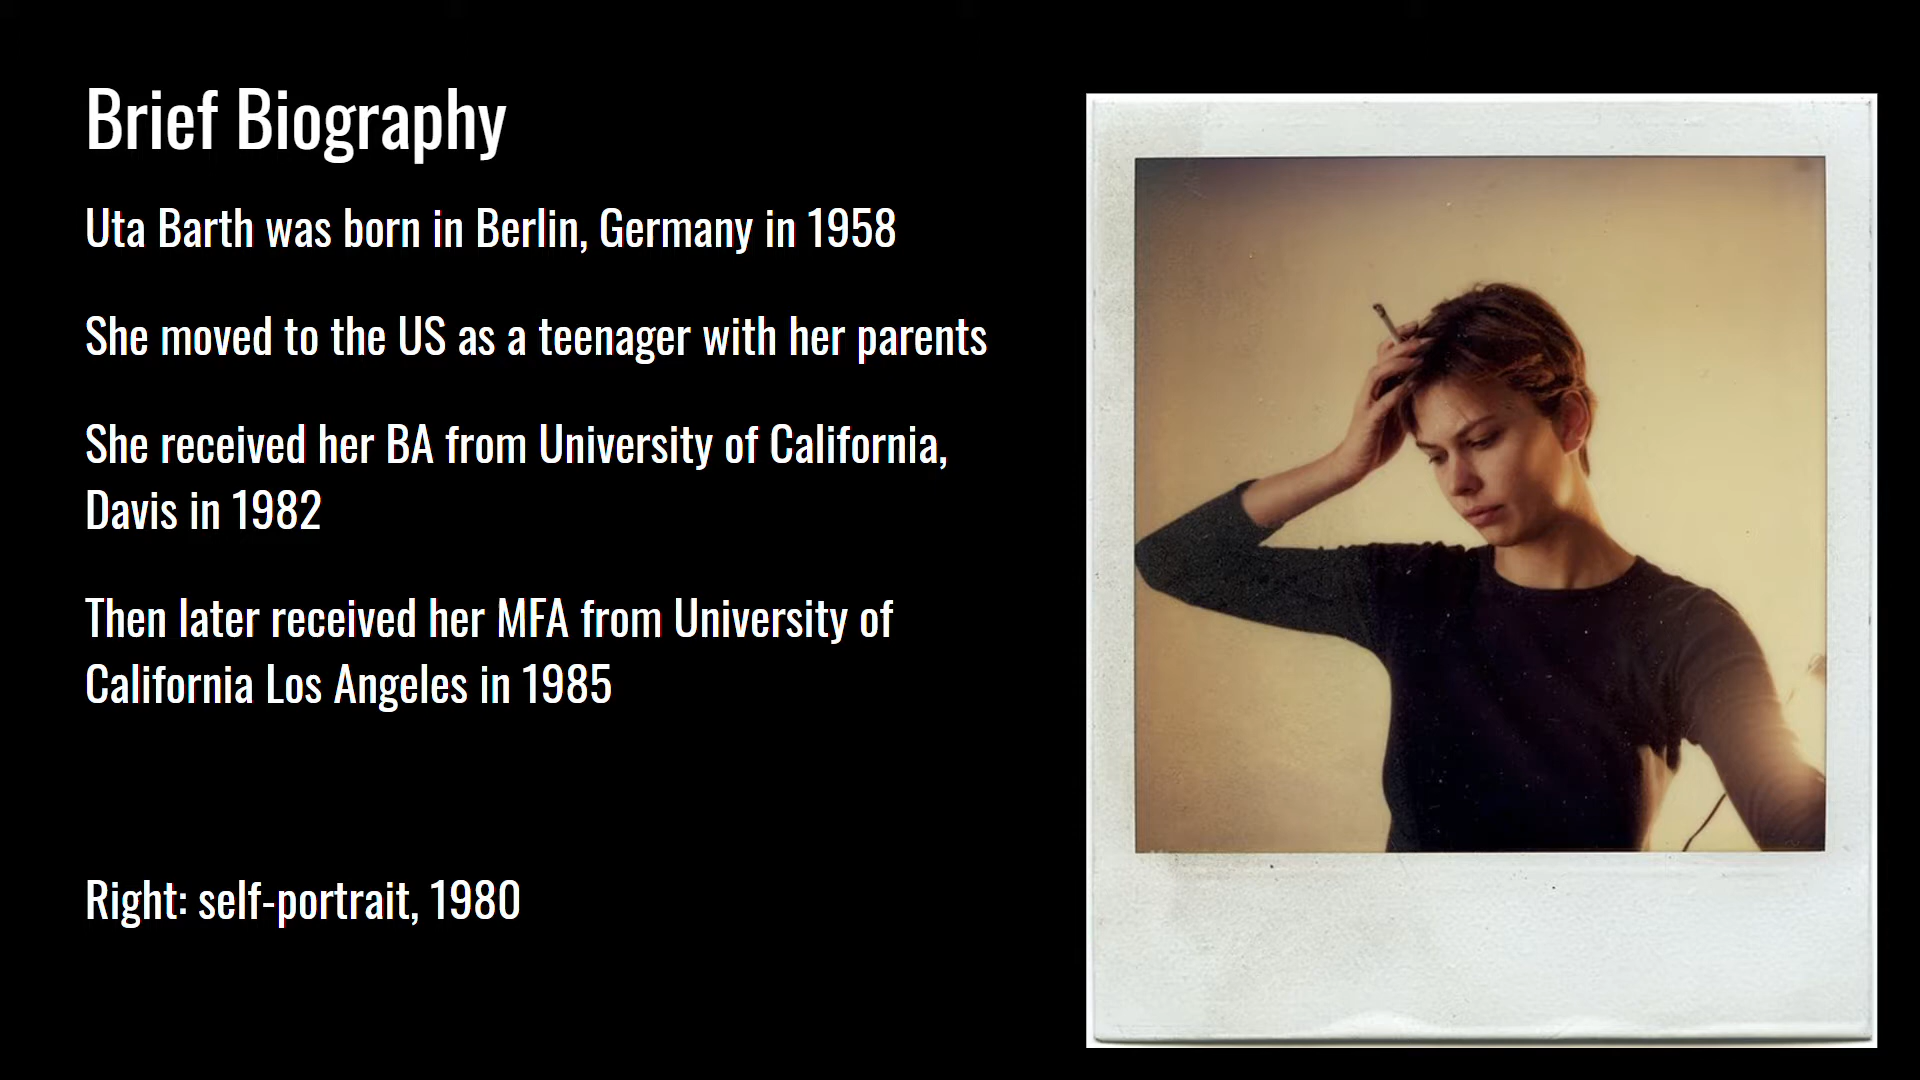 Brief Biography
Uta Barth was born in Berlin, Germany in 1958
She moved to the US as a teenager with her parents
She received her BA from University of California,
Davis in 1982
Then later received her MFA from University of
California Los Angeles in 1985
Right: self-portrait, 1980